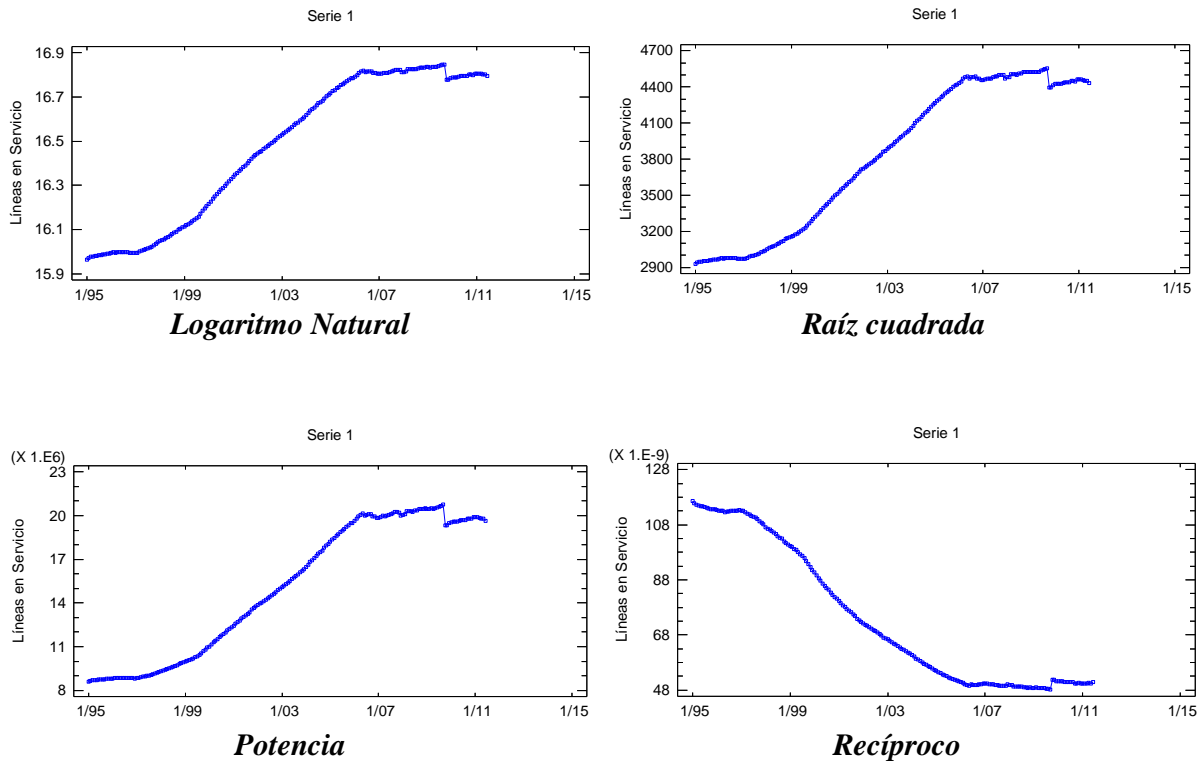 Serie 1
Líneas en Servicio
16.9
16.7
16.5
16.3
16.1
15.9
1/95 1/99 1/03 1/07 1/11 1/15
Logaritmo Natural
Serie 1
Líneas en Servicio
4700
4400
4100
3800
3500
3200
2900
1/95 1/99 1/03 1/07 1/11 1/15
Raíz cuadrada
Serie 1
(X 1.E6)
Líneas en Servicio
23
20
17
14
11
8
1/95 1/99 1/03 1/07 1/11 1/15
Potencia
Serie 1
(X 1.E-9)
Líneas en Servicio
128
108
88
68
48
1/95 1/99 1/03 1/07 1/11 1/15
Recíproco